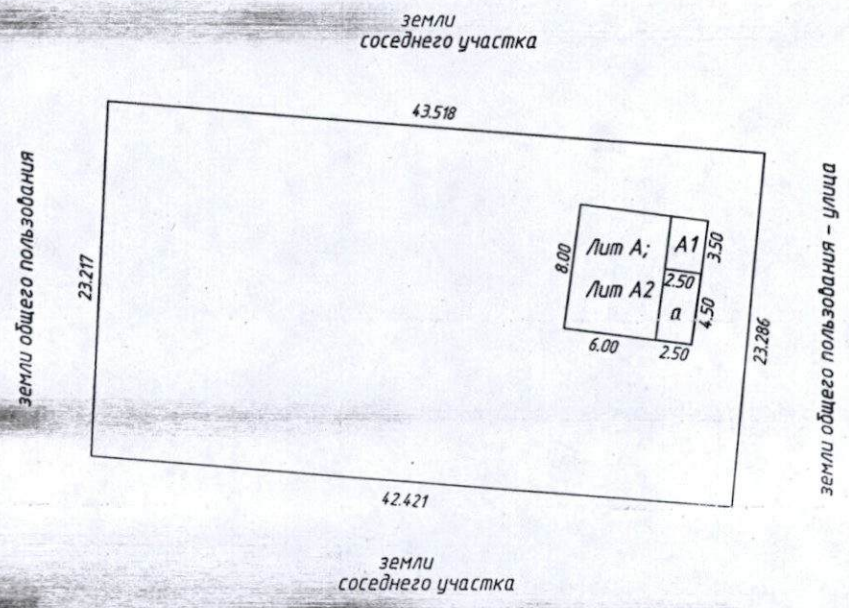 земли
соседнего участка
43.518
земли общего пользования
23.217
8.00
Лит А;
Лит А2
А1
3.50
2.50
а
4.50
6.00
2.50
23.286
земли общего пользования - улица
42.421
земли
соседнего участка